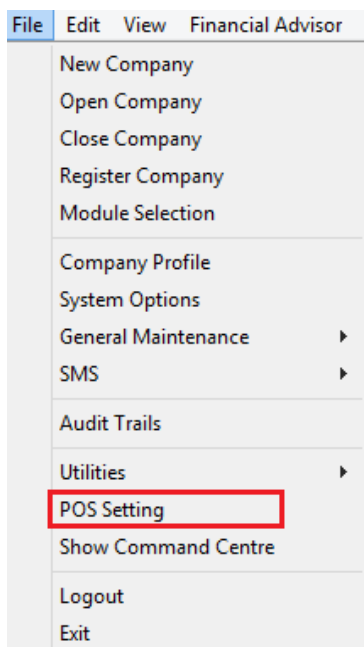 File Edit View Financial Advisor
New Company
Open Company
Close Company
Register Company
Module Selection
Company Profile
System Options
General Maintenance
SMS
Audit Trails
Utilities
POS Setting
Show Command Centre
Logout
Exit